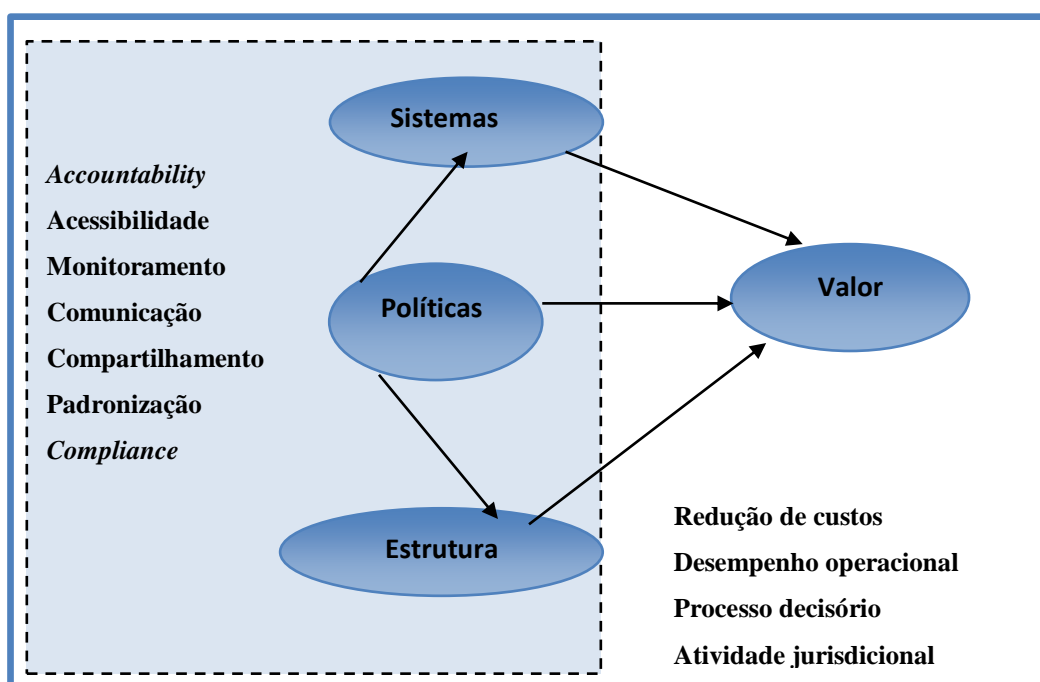 Sistemas
Accountability
Acessibilidade
Monitoramento
Comunicação
Compartilhamento
Padronização
Compliance
Políticas
Valor
Estrutura
Redução de custos
Desempenho operacional
Processo decisório
Atividade jurisdicional